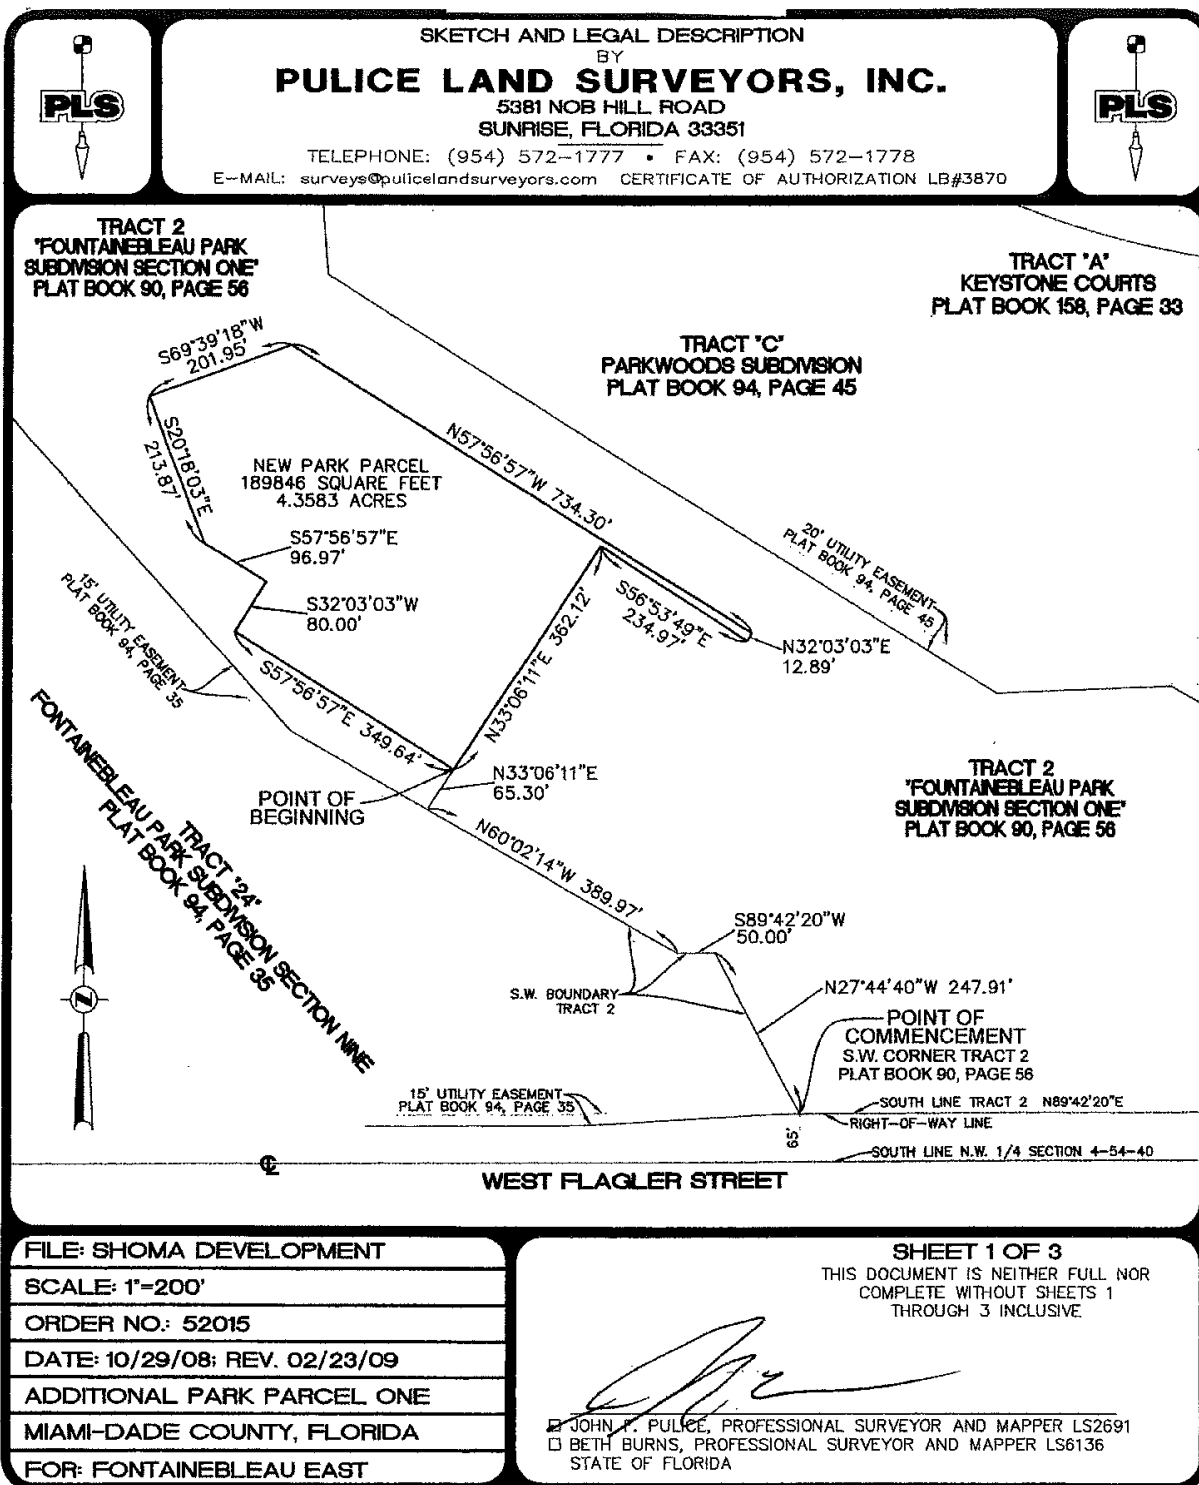 SKETCH AND LEGAL DESCRIPTION
BY
PULICE LAND SURVEYORS, INC.
5381 NOB HILL ROAD
SUNRISE, FLORIDA 33351
TELEPHONE: (954) 572-1777 • FAX: (954) 572-1778
E-MAIL: surveys@pulicelandsurveyors.com CERTIFICATE OF AUTHORIZATION LB#3870
PLS
PLS
TRACT 2
"FOUNTAINEBLEAU PARK
SUBDIVISION SECTION ONE"
PLAT BOOK 90, PAGE 56
TRACT "A"
KEYSTONE COURTS
PLAT BOOK 158, PAGE 33
TRACT "C"
PARKWOODS SUBDIVISION
PLAT BOOK 94, PAGE 45
S69°39'18"W
201.95'
S20°18'03"E
213.87'
N57°56'57"W 734.30'
NEW PARK PARCEL
189846 SQUARE FEET
4.3583 ACRES
S57°56'57"E
96.97'
S32°03'03"W
80.00'
20' UTILITY EASEMENT
PLAT BOOK 94, PAGE 45
15' UTILITY EASEMENT
PLAT BOOK 94, PAGE 35
S56°53'49"E
234.97'
N32°03'03"E
12.89'
N33°06'11"E 362.12'
S57°56'57"E 349.64'
N33°06'11"E
65.30'
POINT OF
BEGINNING
TRACT "24"
FONTAINEBLEAU PARK SUBDIVISION SECTION NINE
PLAT BOOK 94, PAGE 35
TRACT 2
"FOUNTAINEBLEAU PARK
SUBDIVISION SECTION ONE"
PLAT BOOK 90, PAGE 56
N60°02'14"W 389.97'
S89°42'20"W
50.00'
S.W. BOUNDARY
TRACT 2
N27°44'40"W 247.91'
POINT OF
COMMENCEMENT
S.W. CORNER TRACT 2
PLAT BOOK 90, PAGE 56
N
15' UTILITY EASEMENT
PLAT BOOK 94, PAGE 35
SOUTH LINE TRACT 2 N89°42'20"E
RIGHT-OF-WAY LINE
65'
SOUTH LINE N.W. 1/4 SECTION 4-54-40
℄
WEST FLAGLER STREET
FILE: SHOMA DEVELOPMENT
SCALE: 1"=200'
ORDER NO.: 52015
DATE: 10/29/08; REV. 02/23/09
ADDITIONAL PARK PARCEL ONE
MIAMI-DADE COUNTY, FLORIDA
FOR: FONTAINEBLEAU EAST
SHEET 1 OF 3
THIS DOCUMENT IS NEITHER FULL NOR
COMPLETE WITHOUT SHEETS 1
THROUGH 3 INCLUSIVE
JOHN F. PULICE, PROFESSIONAL SURVEYOR AND MAPPER LS2691
BETH BURNS, PROFESSIONAL SURVEYOR AND MAPPER LS6136
STATE OF FLORIDA